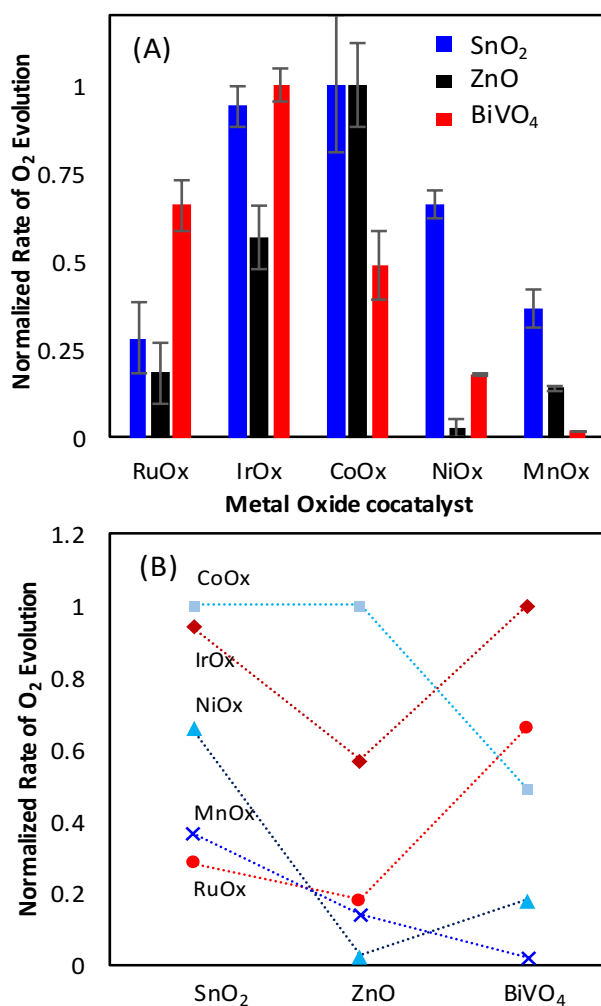 (A)
SnO2
ZnO
BiVO4
Normalized Rate of O2 Evolution
1
0.75
0.5
0.25
0
RuOx IrOx CoOx NiOx MnOx
Metal Oxide cocatalyst
(B)
Normalized Rate of O2 Evolution
1.2
1
0.8
0.6
0.4
0.2
0
CoOx
IrOx
NiOx
MnOx
RuOx
SnO2 ZnO BiVO4